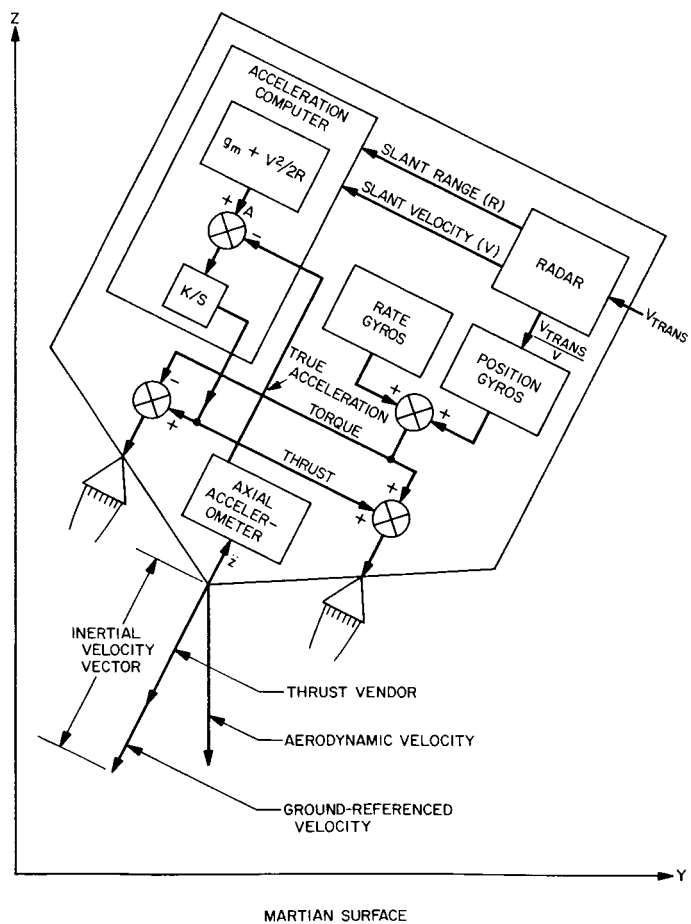 Z
ACCELERATION
COMPUTER
g_m + V²/2R
+
A
−
K/S
SLANT RANGE (R)
SLANT VELOCITY (V)
RADAR
V_TRANS
V_TRANS/V
RATE
GYROS
POSITION
GYROS
+
+
TRUE
ACCELERATION
TORQUE
−
+
THRUST
+
+
AXIAL
ACCELER-
OMETER
z̈
INERTIAL
VELOCITY
VECTOR
THRUST VENDOR
AERODYNAMIC VELOCITY
GROUND-REFERENCED
VELOCITY
Y
MARTIAN SURFACE